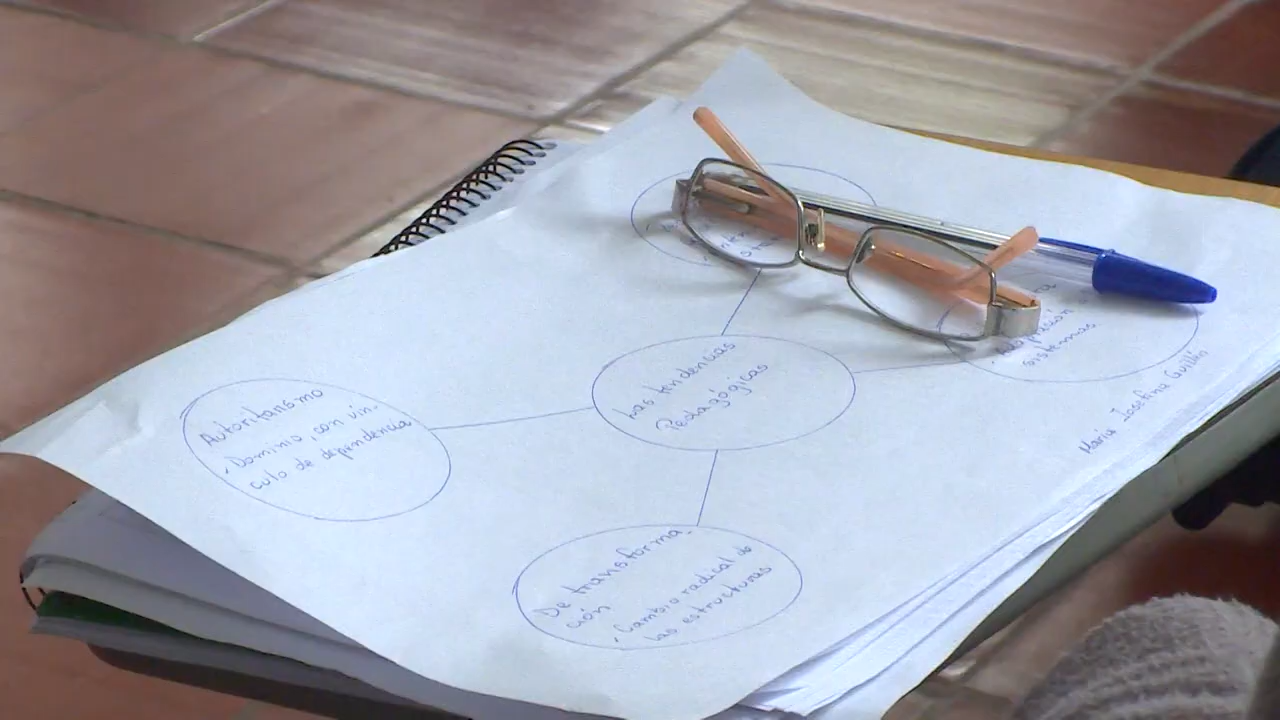 Las tendencias
Pedagógicas
Autoritarismo
. Dominio, con vín-
culo de dependencia
De transforma
ción
. Cambio radical de
las estructuras
sistemas
María Josefina Guillén